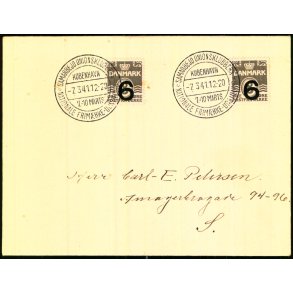 KØBENHAVN
-7.3.41.12-20
7-10 MARTS
DANMARK
6
KØBENHAVN
-7.3.41.12-20
7-10 MARTS
DANMARK
6
Herr Carl-E. Petersen.
Amagerbrogade 94-96.
S.